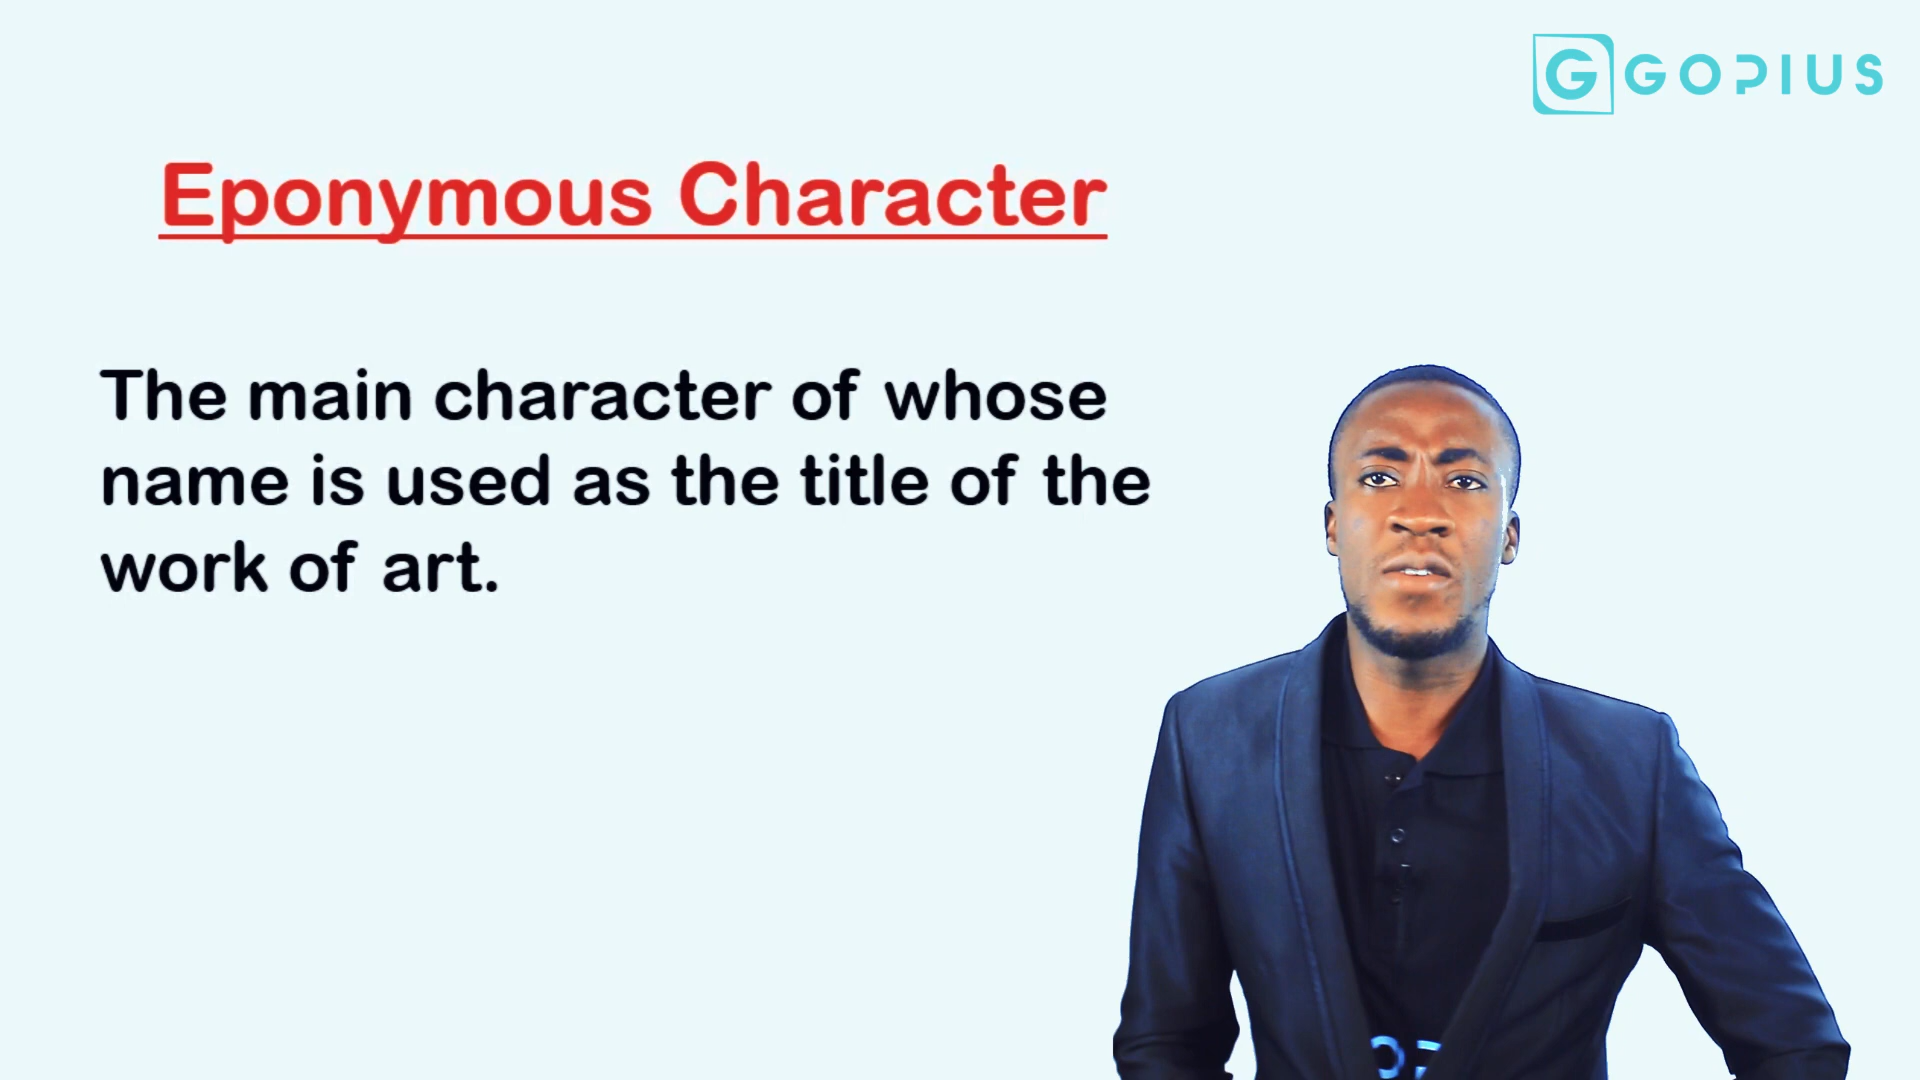 G GOPIUS
Eponymous Character
The main character of whose
name is used as the title of the
work of art.